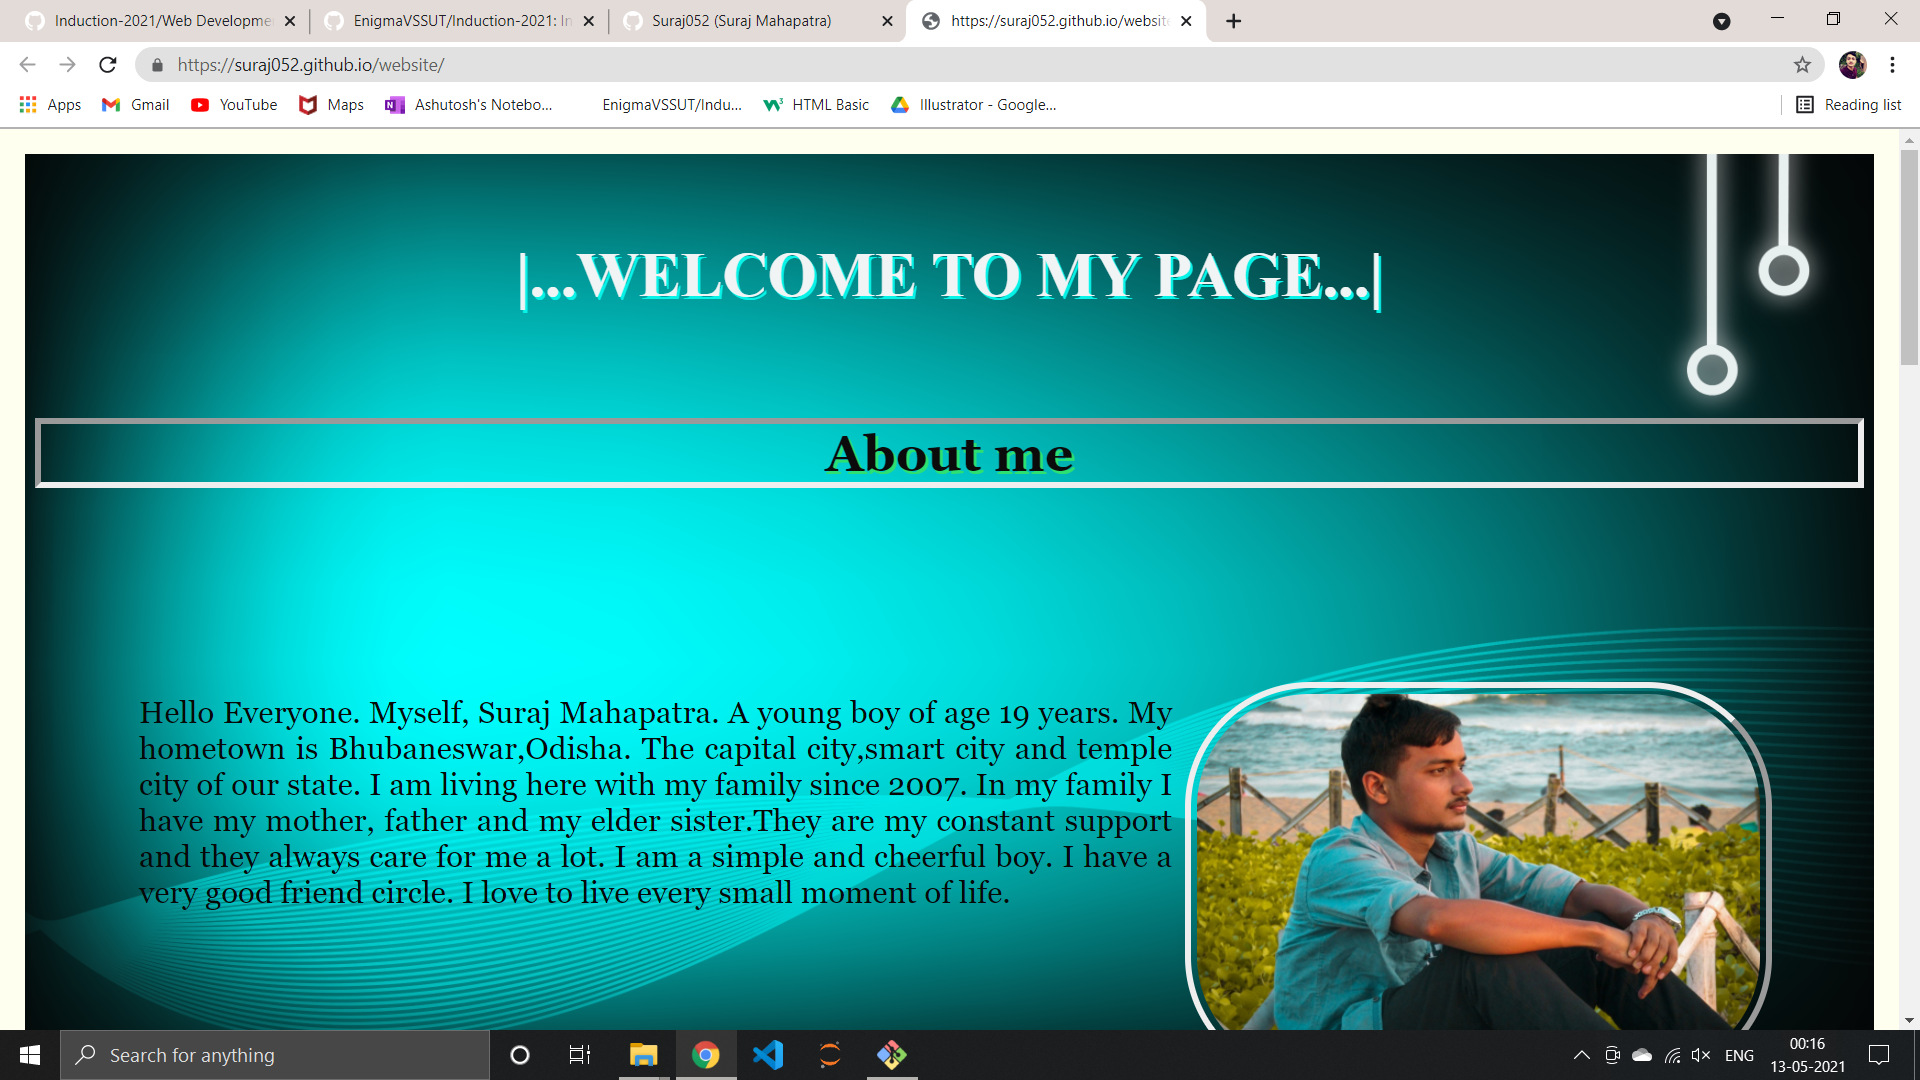 Induction-2021/Web Developme
EnigmaVSSUT/Induction-2021: In
Suraj052 (Suraj Mahapatra)
https://suraj052.github.io/website
https://suraj052.github.io/website/
Apps
Gmail
YouTube
Maps
Ashutosh's Notebo...
EnigmaVSSUT/Indu...
HTML Basic
Illustrator - Google...
Reading list
|...WELCOME TO MY PAGE...|
About me
Hello Everyone. Myself, Suraj Mahapatra. A young boy of age 19 years. My
hometown is Bhubaneswar,Odisha. The capital city,smart city and temple
city of our state. I am living here with my family since 2007. In my family I
have my mother, father and my elder sister.They are my constant support
and they always care for me a lot. I am a simple and cheerful boy. I have a
very good friend circle. I love to live every small moment of life.
Search for anything
ENG
00:16
13-05-2021